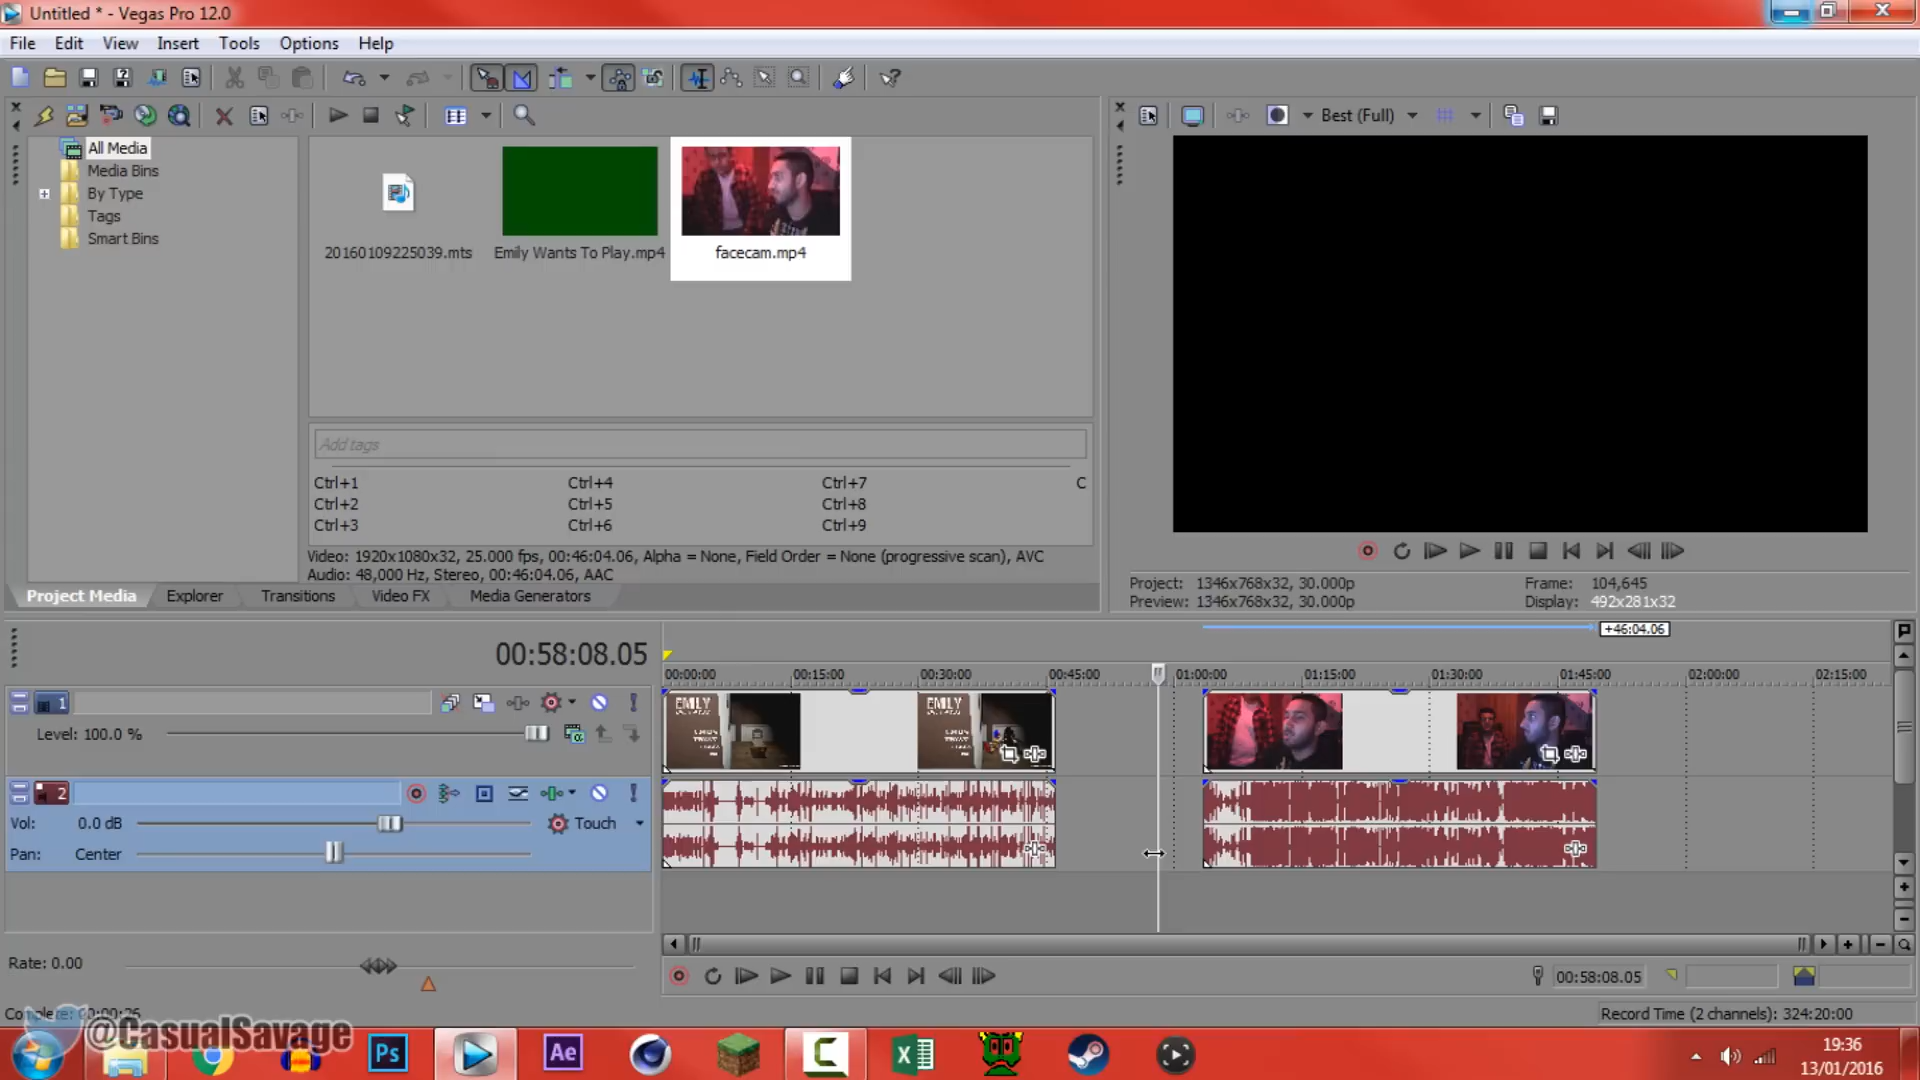 Untitled * - Vegas Pro 12.0
File Edit View Insert Tools Options Help
Best (Full)
All Media
Media Bins
By Type
Tags
Smart Bins
20160109225039.mts
Emily Wants To Play.mp4
facecam.mp4
Add tags
Ctrl+1 Ctrl+4 Ctrl+7 C
Ctrl+2 Ctrl+5 Ctrl+8
Ctrl+3 Ctrl+6 Ctrl+9
Video: 1920x1080x32, 25.000 fps, 00:46:04.06, Alpha = None, Field Order = None (progressive scan), AVC
Audio: 48,000 Hz, Stereo, 00:46:04.06, AAC
Project Media Explorer Transitions Video FX Media Generators
Project: 1346x768x32, 30.000p Frame: 104,645
Preview: 1346x768x32, 30.000p Display: 492x281x32
00:58:08.05
+46:04.06
00:00:00 00:15:00 00:30:00 00:45:00 01:00:00 01:15:00 01:30:00 01:45:00 02:00:00 02:15:00
1
Level: 100.0 %
EMILY EMILY
2
Vol: 0.0 dB Touch
Pan: Center
Rate: 0.00
00:58:08.05
Complete: 00:00:26
Record Time (2 channels): 324:20:00
@CasualSavage
Ps
Ae
19:36
13/01/2016